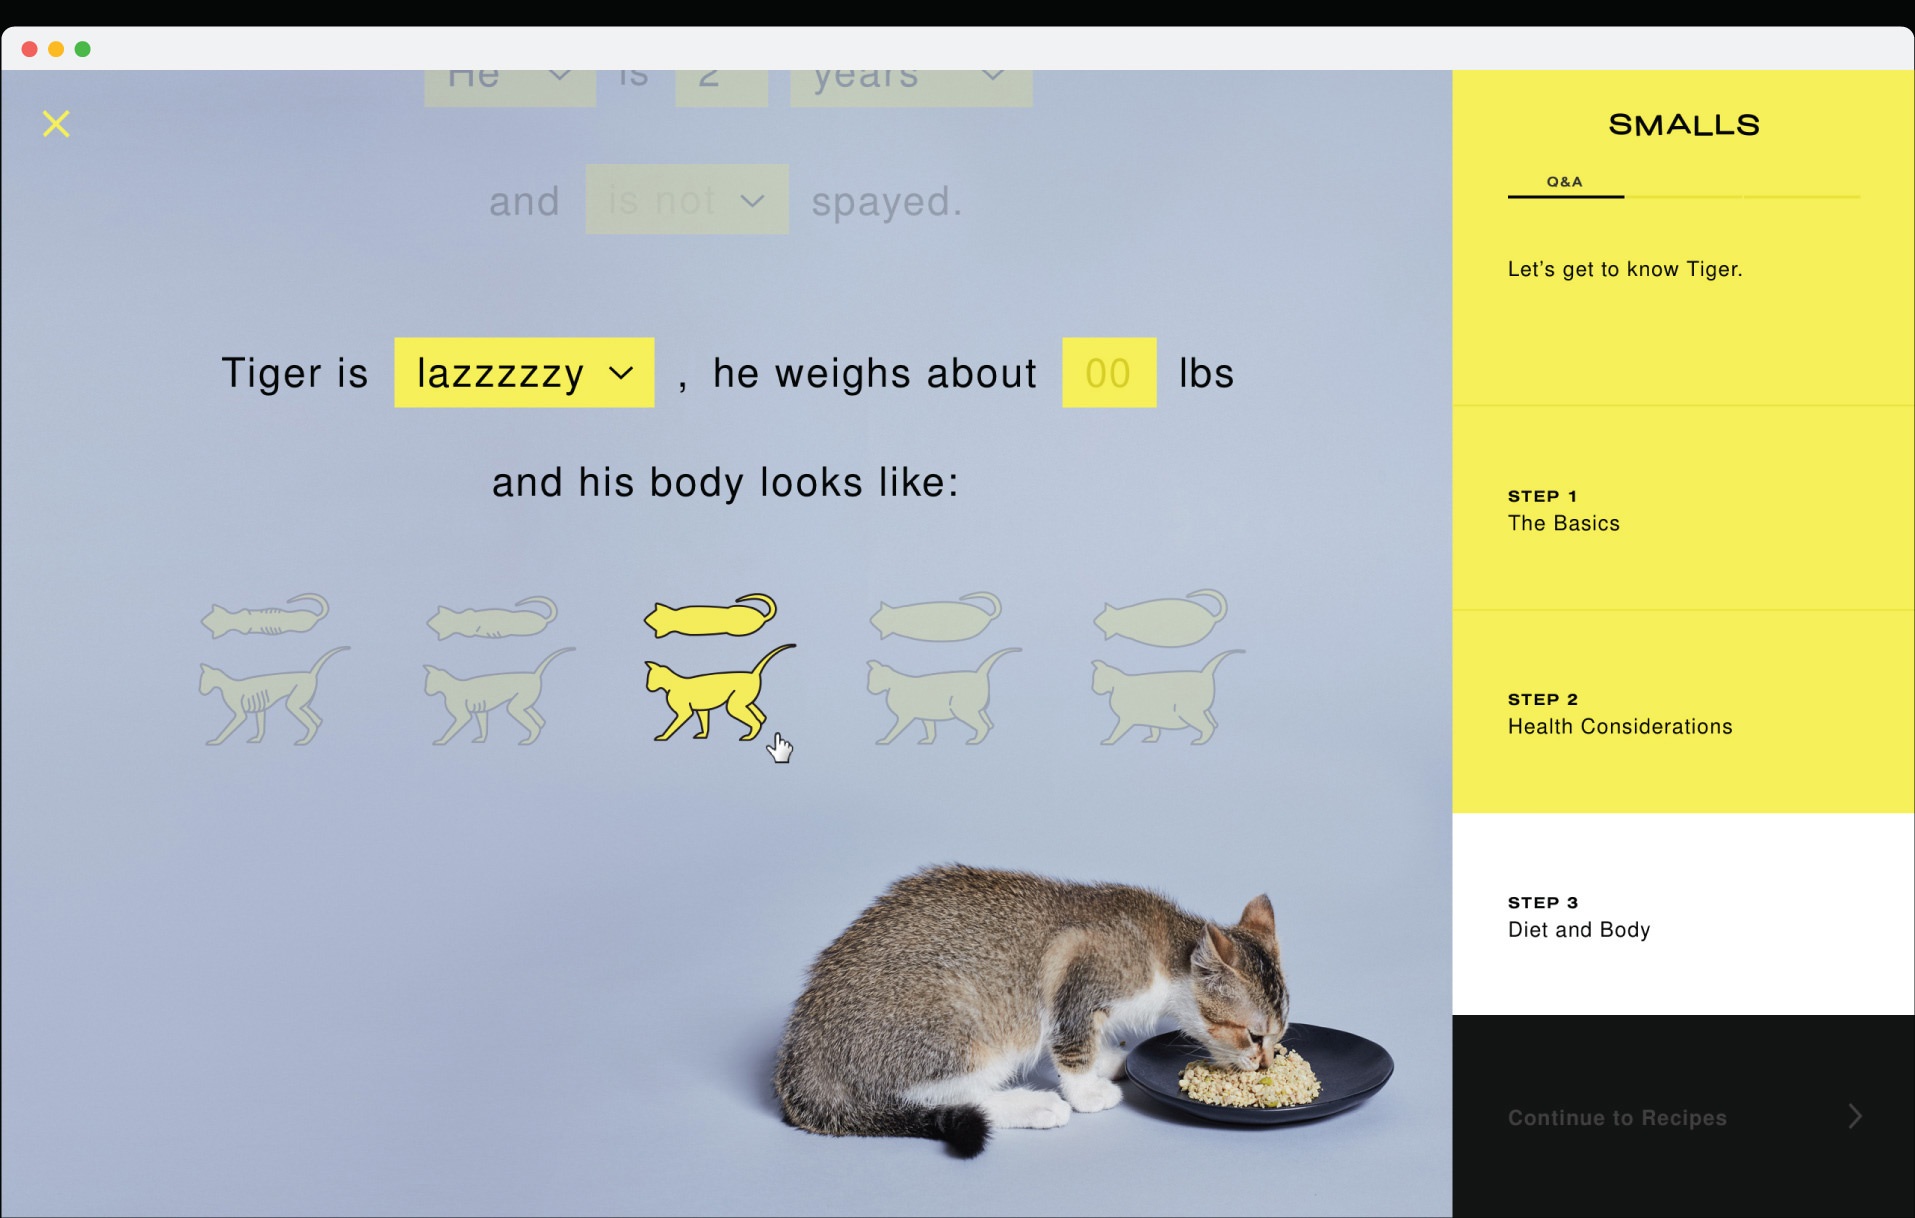 He is 2 years
and is not spayed.
Tiger is lazzzzzy , he weighs about 00 lbs
and his body looks like:
SMALLS
Q&A
Let’s get to know Tiger.
STEP 1
The Basics
STEP 2
Health Considerations
STEP 3
Diet and Body
Continue to Recipes